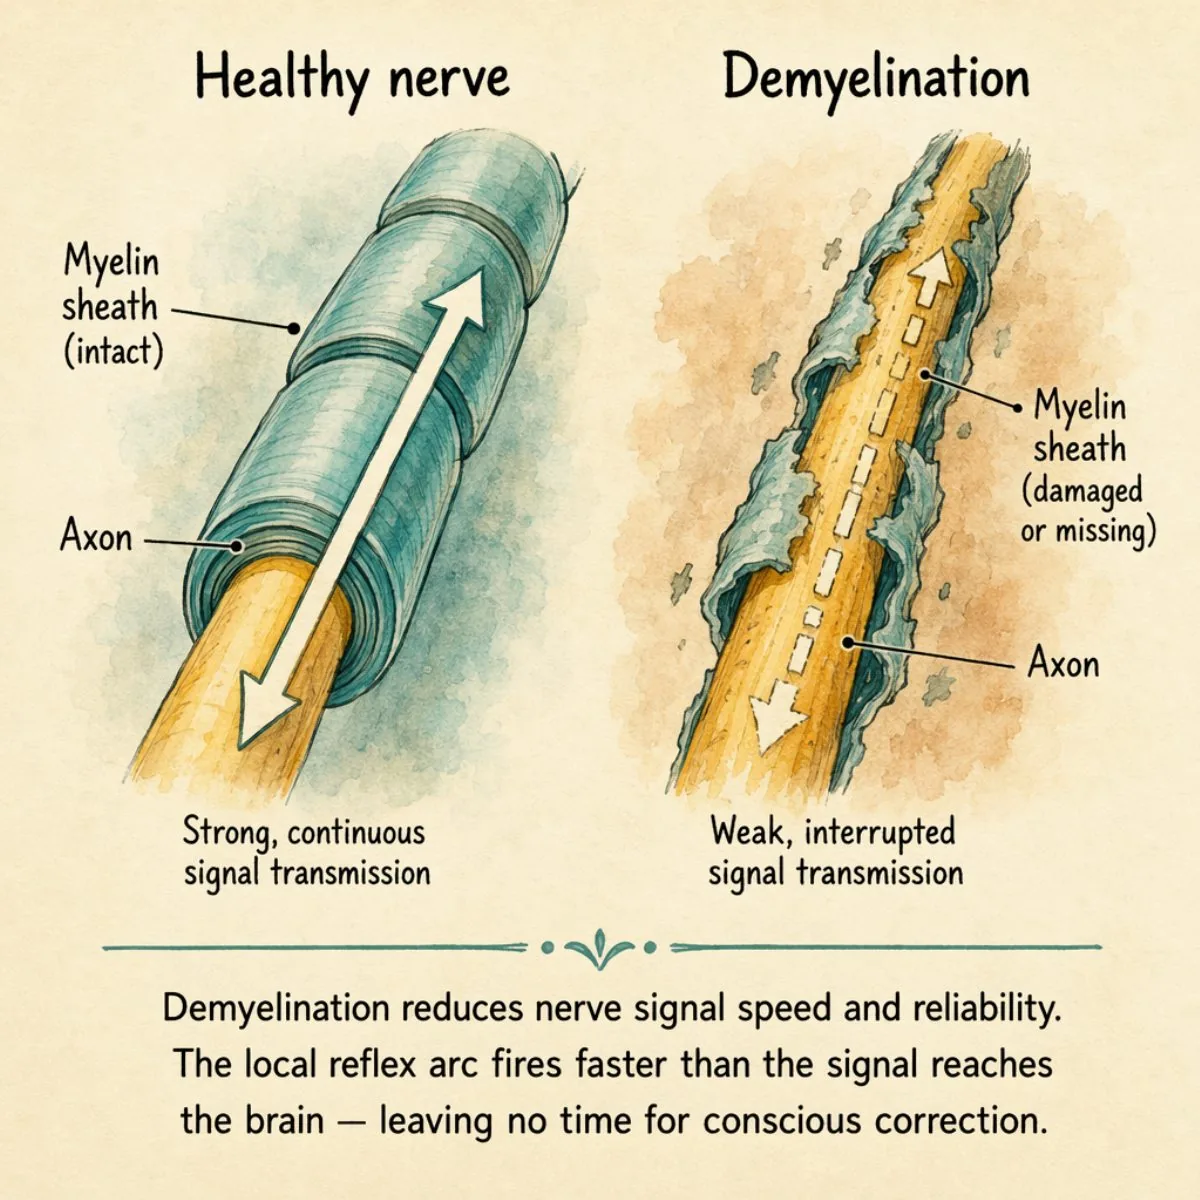 Healthy nerve
Demyelination
Myelin
sheath
(intact)
Axon
Myelin
sheath
(damaged
or missing)
Axon
Strong, continuous
signal transmission
Weak, interrupted
signal transmission
Demyelination reduces nerve signal speed and reliability.
The local reflex arc fires faster than the signal reaches
the brain — leaving no time for conscious correction.